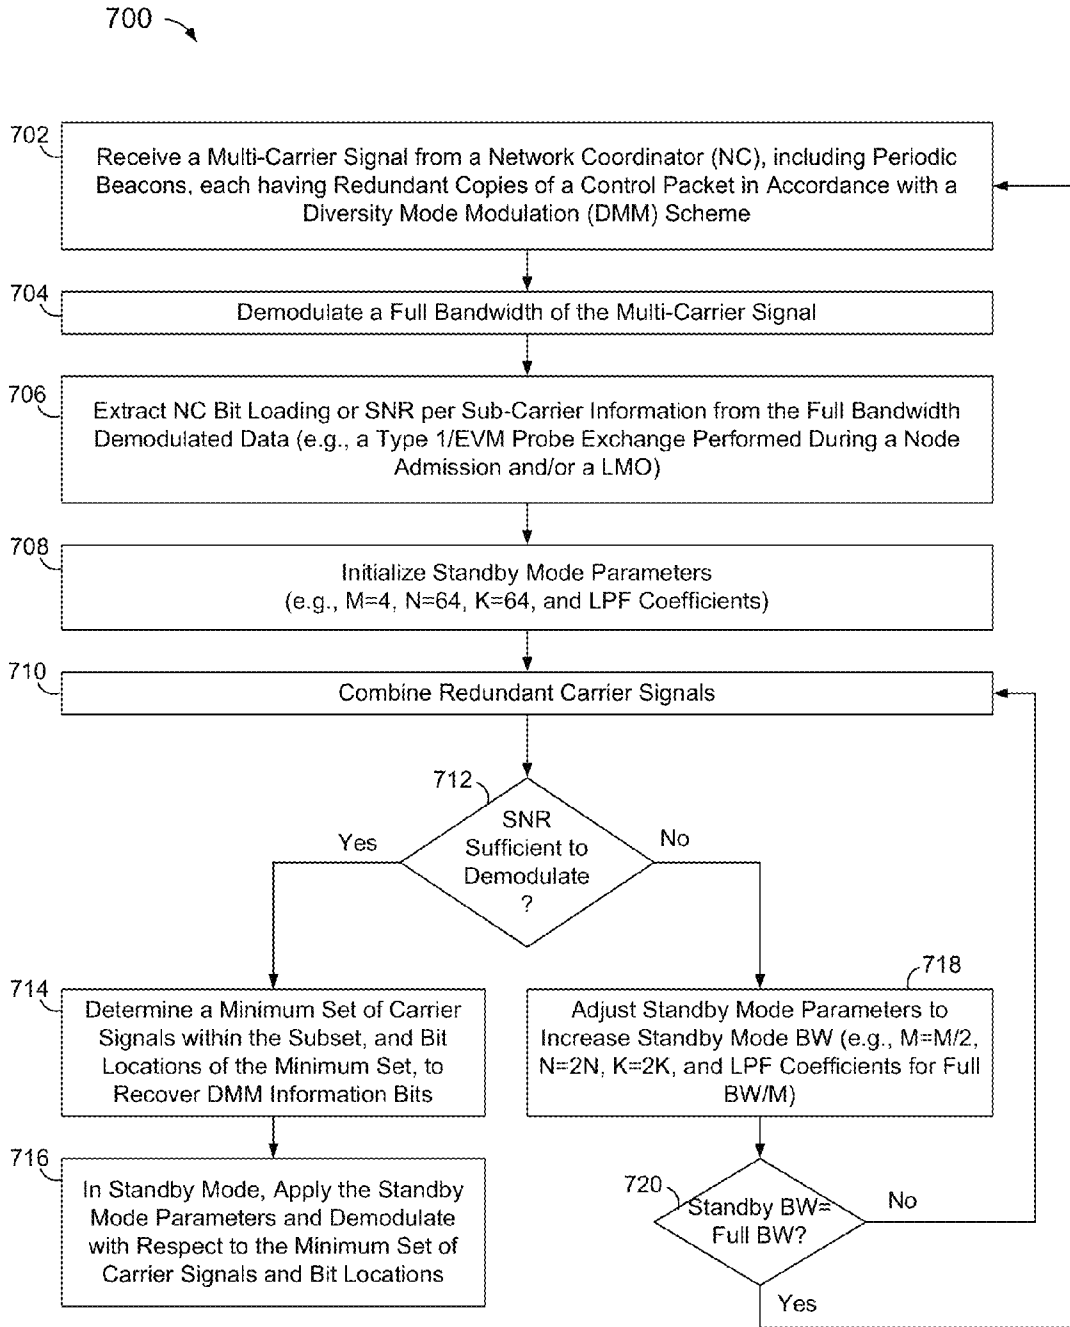 700
702
Receive a Multi-Carrier Signal from a Network Coordinator (NC), including Periodic
Beacons, each having Redundant Copies of a Control Packet in Accordance with a
Diversity Mode Modulation (DMM) Scheme
704
Demodulate a Full Bandwidth of the Multi-Carrier Signal
706
Extract NC Bit Loading or SNR per Sub-Carrier Information from the Full Bandwidth
Demodulated Data (e.g., a Type 1/EVM Probe Exchange Performed During a Node
Admission and/or a LMO)
708
Initialize Standby Mode Parameters
(e.g., M=4, N=64, K=64, and LPF Coefficients)
710
Combine Redundant Carrier Signals
712
SNR
Sufficient to
Demodulate
?
Yes
No
714
Determine a Minimum Set of Carrier
Signals within the Subset, and Bit
Locations of the Minimum Set, to
Recover DMM Information Bits
716
In Standby Mode, Apply the Standby
Mode Parameters and Demodulate
with Respect to the Minimum Set of
Carrier Signals and Bit Locations
718
Adjust Standby Mode Parameters to
Increase Standby Mode BW (e.g., M=M/2,
N=2N, K=2K, and LPF Coefficients for Full
BW/M)
720
Standby BW=
Full BW?
No
Yes